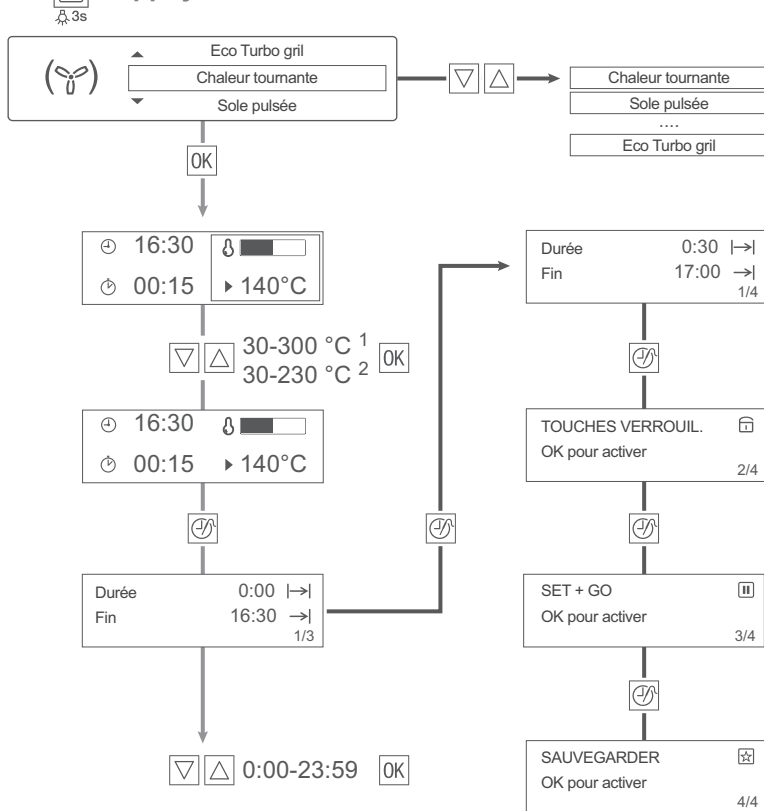 3s
Eco Turbo gril
Chaleur tournante
Sole pulsée
Chaleur tournante
Sole pulsée
....
Eco Turbo gril
OK
16:30
00:15 140°C
30-300 °C 1
30-230 °C 2
OK
16:30
00:15 140°C
Durée 0:00
Fin 16:30
1/3
0:00-23:59 OK
Durée 0:30
Fin 17:00
1/4
TOUCHES VERROUIL.
OK pour activer
2/4
SET + GO
OK pour activer
3/4
SAUVEGARDER
OK pour activer
4/4